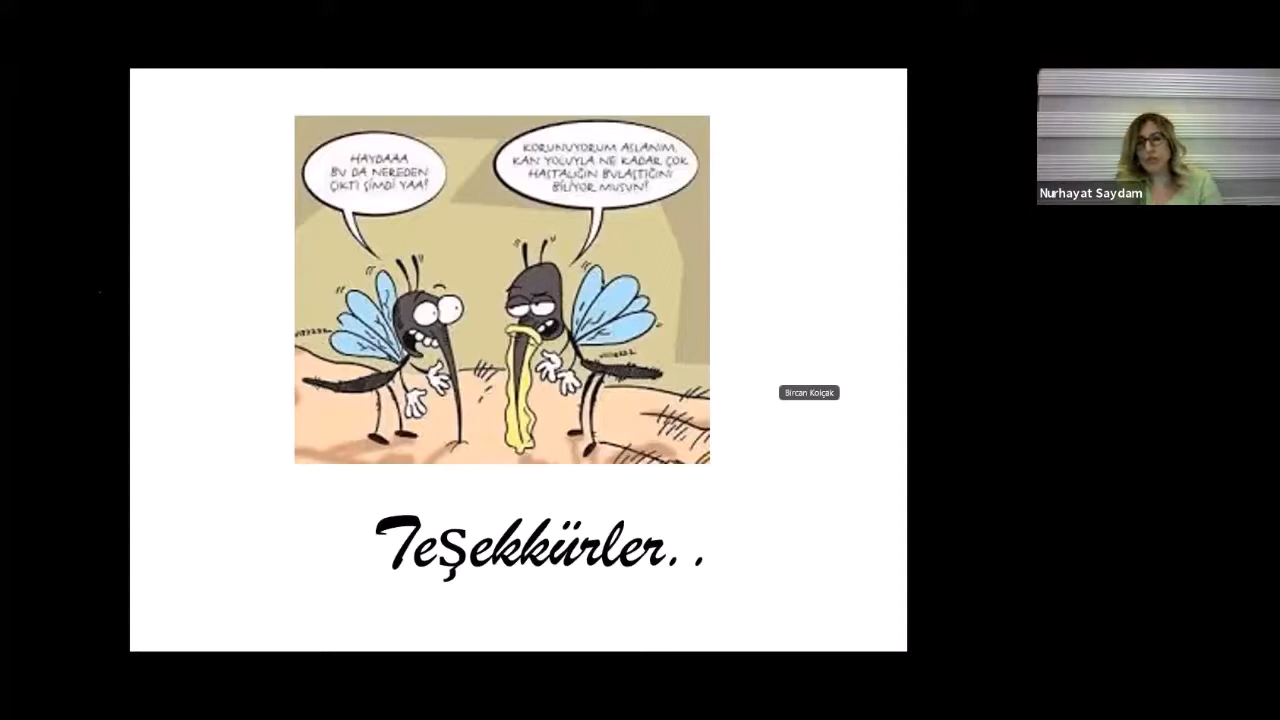 HAYDAAA
BU DA NEREDEN
ÇIKTI ŞİMDİ YAA?
KORUNUYORUM ASLANIM,
KAN YOLUYLA NE KADAR ÇOK
HASTALIĞIN BULAŞTIĞINI
BİLİYOR MUSUN?
Teşekkürler. .
Nurhayat Saydam
Bircan Kolçak